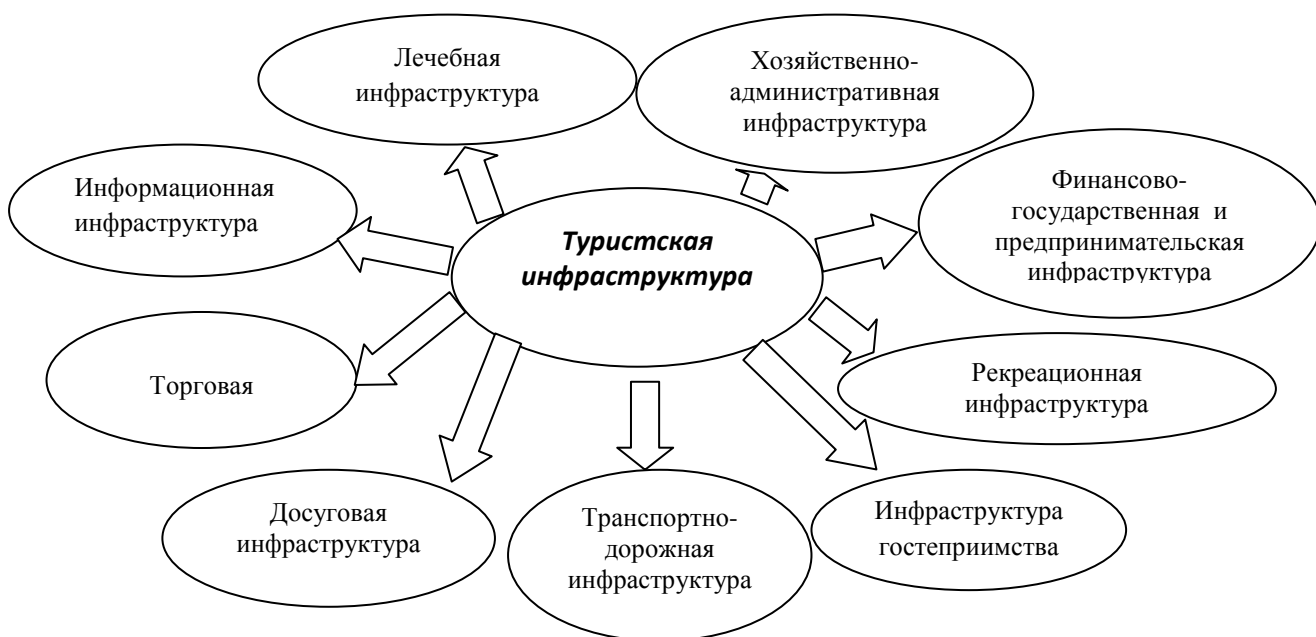 Лечебная
инфраструктура
Хозяйственно-
административная
инфраструктура
Информационная
инфраструктура
Финансово-
государственная и
предпринимательская
инфраструктура
Туристская
инфраструктура
Торговая
Рекреационная
инфраструктура
Досуговая
инфраструктура
Транспортно-
дорожная
инфраструктура
Инфраструктура
гостеприимства